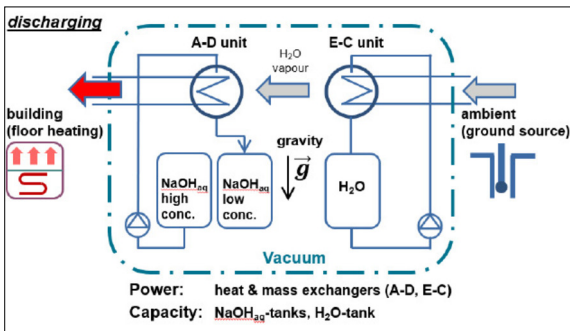 discharging
A-D unit
E-C unit
H₂O
vapour
building
(floor heating)
ambient
(ground source)
gravity
g
NaOHaq
high
conc.
NaOHaq
low
conc.
H₂O
Vacuum
Power: heat & mass exchangers (A-D, E-C)
Capacity: NaOHaq-tanks, H₂O-tank